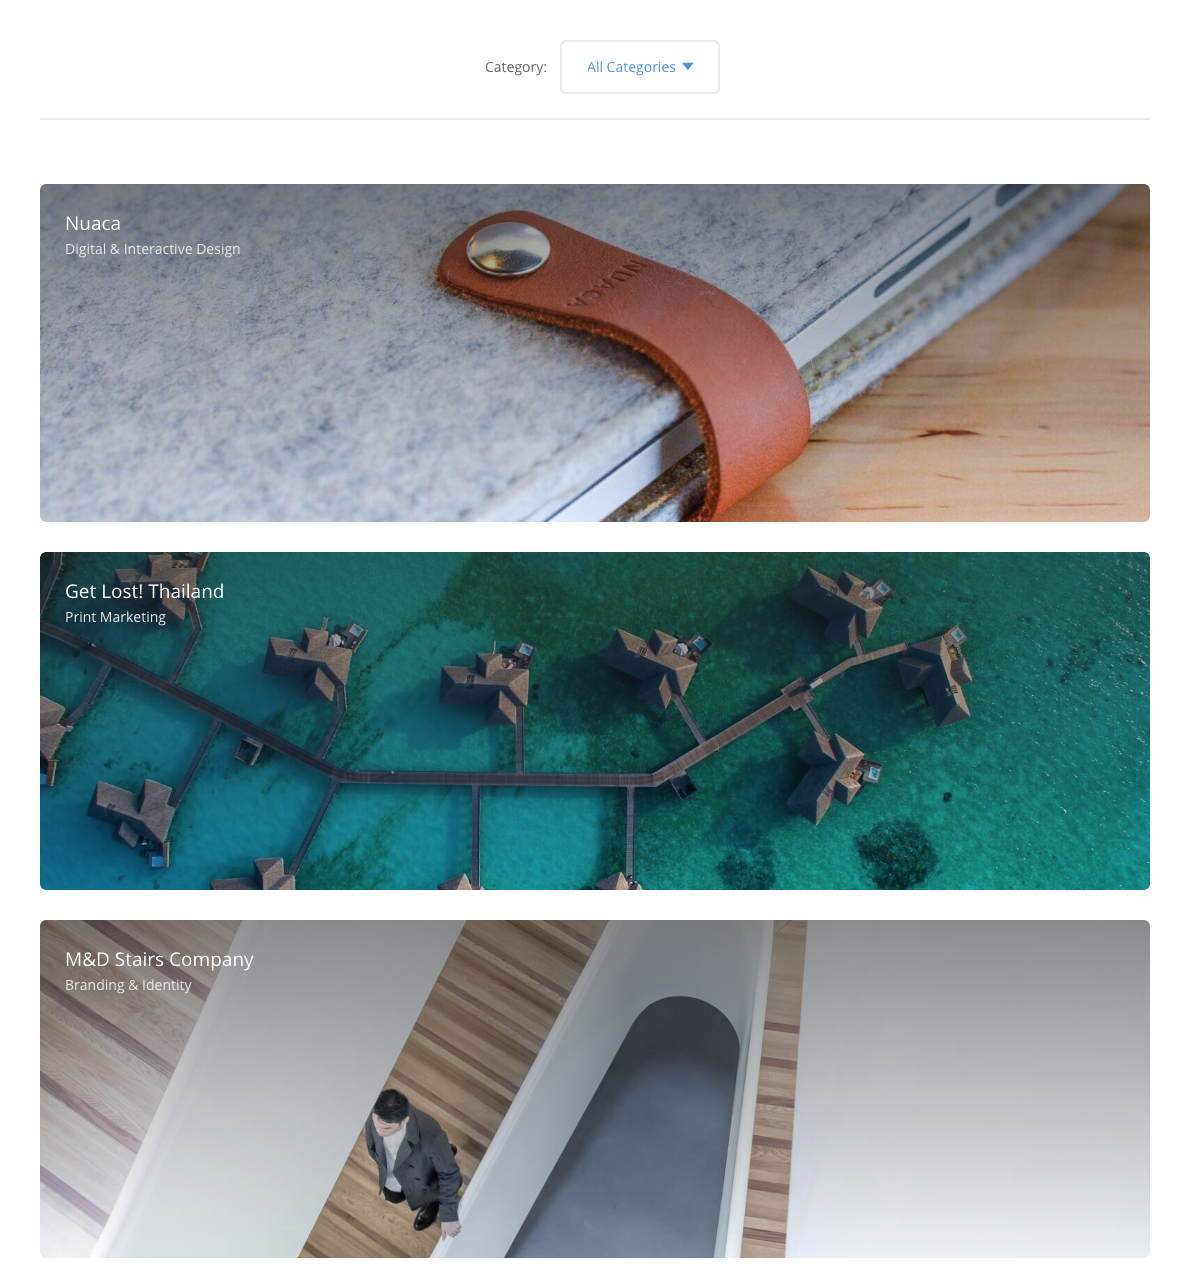 Category:
All Categories
Nuaca
Digital & Interactive Design
NUACA
Get Lost! Thailand
Print Marketing
M&D Stairs Company
Branding & Identity